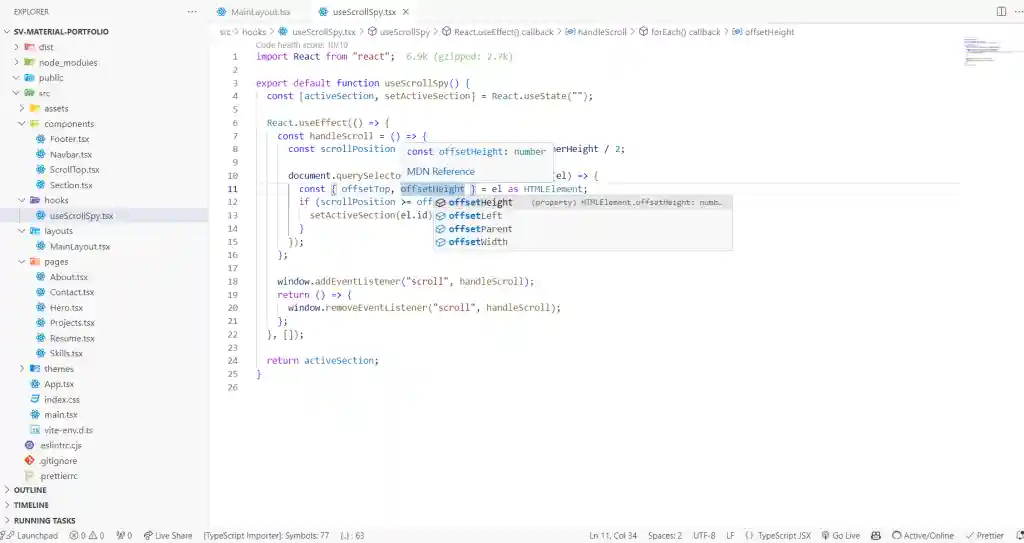 EXPLORER
SV-MATERIAL-PORTFOLIO
dist
node_modules
public
src
assets
components
Footer.tsx
Navbar.tsx
ScrollTop.tsx
Section.tsx
hooks
useScrollSpy.tsx
layouts
MainLayout.tsx
pages
About.tsx
Contact.tsx
Hero.tsx
Projects.tsx
Resume.tsx
Skills.tsx
themes
App.tsx
index.css
main.tsx
vite-env.d.ts
.eslintrc.cjs
.gitignore
.prettierrc
OUTLINE
TIMELINE
RUNNING TASKS
MainLayout.tsx
useScrollSpy.tsx
src > hooks > useScrollSpy.tsx > useScrollSpy > React.useEffect() callback > handleScroll > forEach() callback > offsetHeight
Code health score: 10/10
1 import React from "react"; 6.9k (gzipped: 2.7k)
2
3 export default function useScrollSpy() {
4 const [activeSection, setActiveSection] = React.useState("");
5
6 React.useEffect(() => {
7 const handleScroll = () => {
8 const scrollPosition nerHeight / 2;
9
10 document.querySelecto el) => {
11 const { offsetTop, offsetHeight } = el as HTMLElement;
12 if (scrollPosition >= off
13 setActiveSection(el.id)
14 }
15 });
16 };
17
18 window.addEventListener("scroll", handleScroll);
19 return () => {
20 window.removeEventListener("scroll", handleScroll);
21 };
22 }, []);
23
24 return activeSection;
25 }
26
const offsetHeight: number
MDN Reference
offsetHeight (property) HTMLElement.offsetHeight: numb…
offsetLeft
offsetParent
offsetWidth
Launchpad 0 0 0 Live Share [TypeScript Importer]: Symbols: 77 {..} : 63 Ln 11, Col 34 Spaces: 2 UTF-8 LF {} TypeScript JSX Go Live Active/Online Prettier